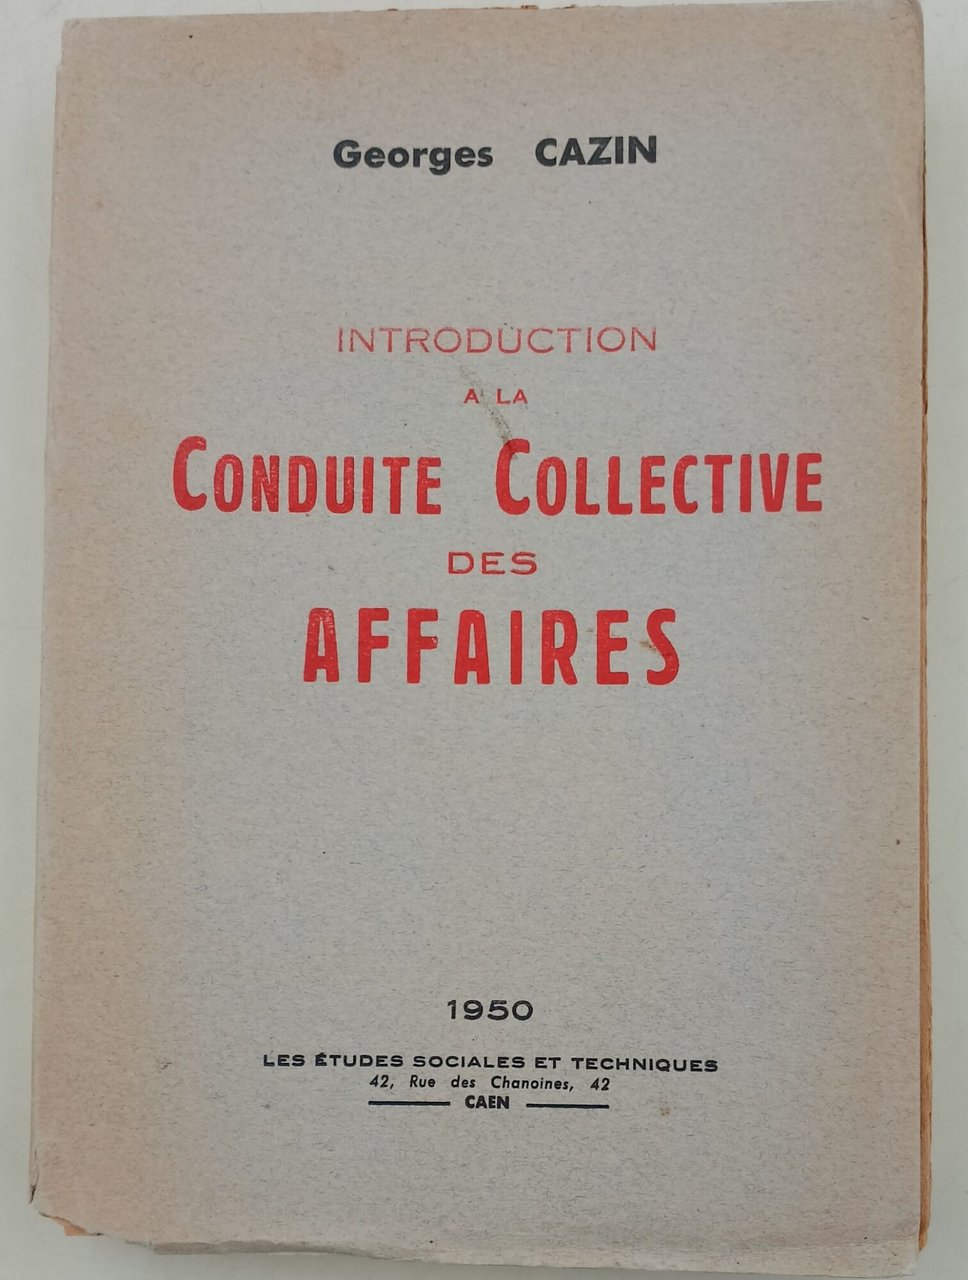 Georges CAZIN
INTRODUCTION
A LA
CONDUITE COLLECTIVE
DES
AFFAIRES
1950
LES ÉTUDES SOCIALES ET TECHNIQUES
42, Rue des Chanoines, 42
CAEN